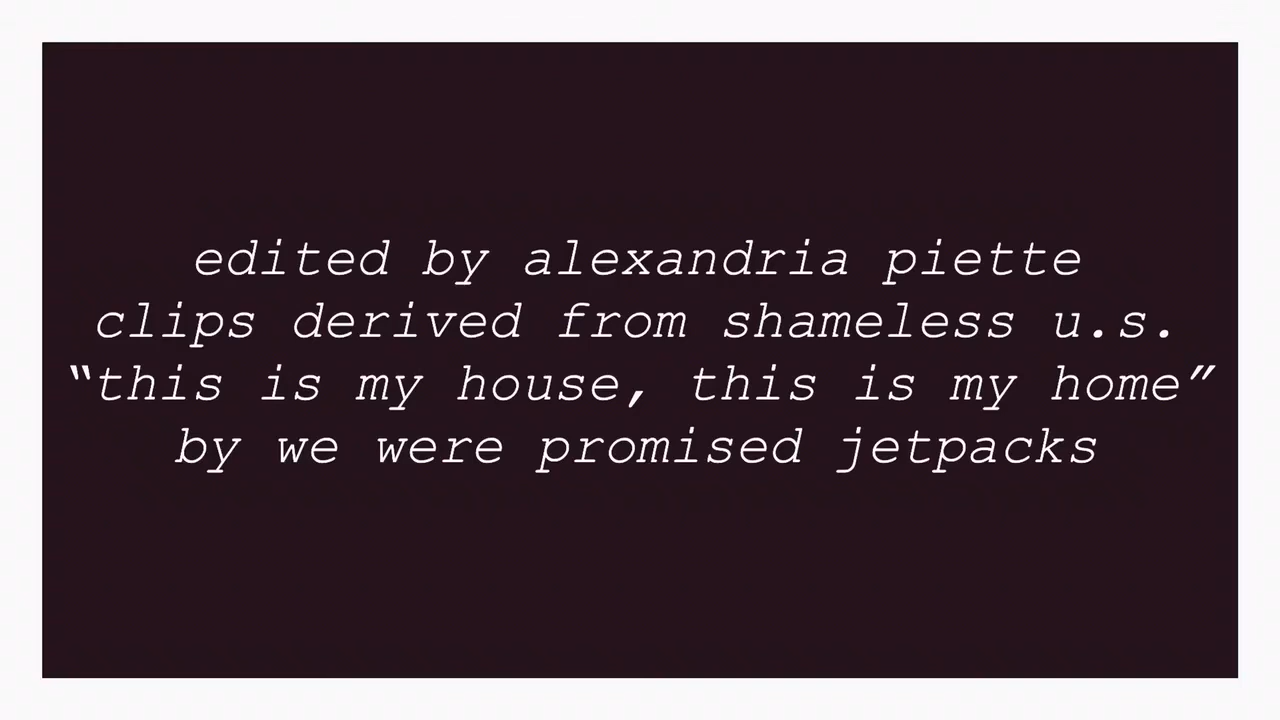 edited by alexandria piette
clips derived from shameless u.s.
“this is my house, this is my home”
by we were promised jetpacks